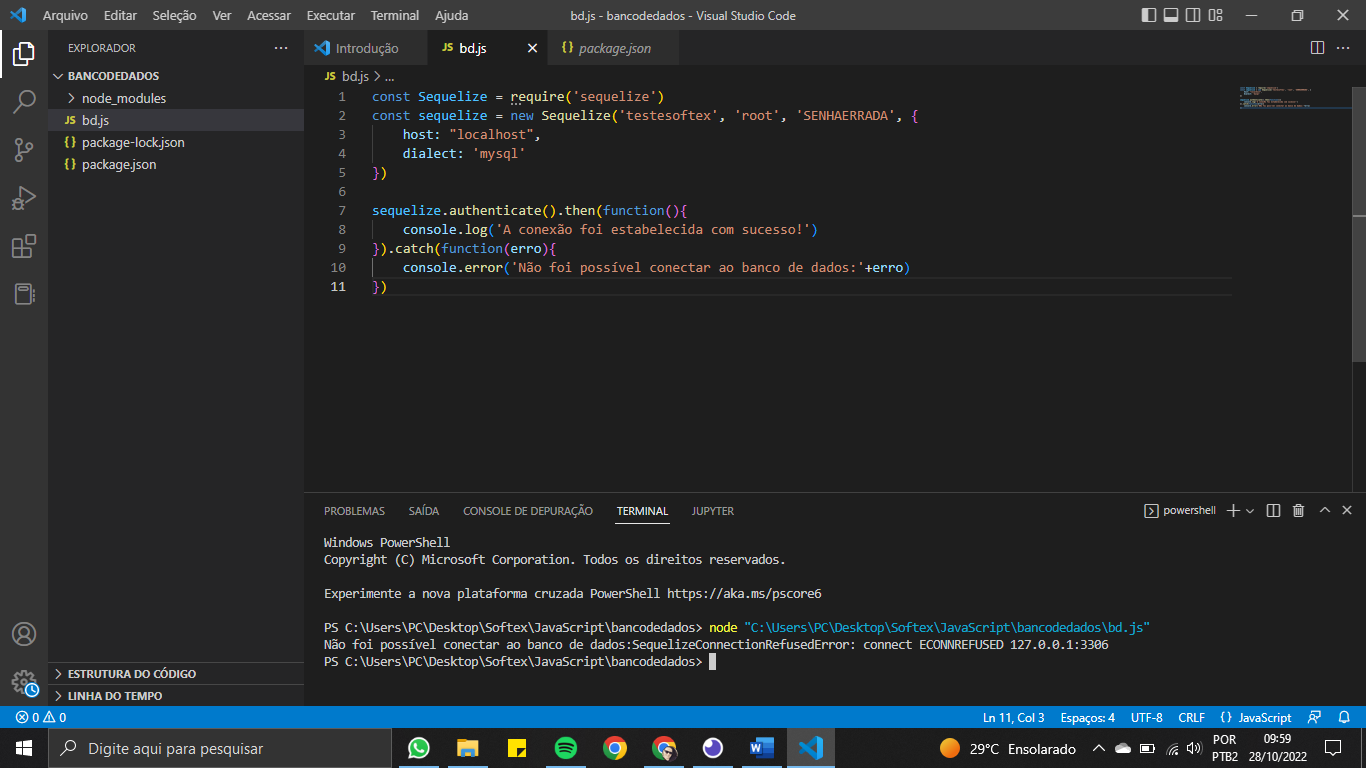 Arquivo Editar Seleção Ver Acessar Executar Terminal Ajuda bd.js - bancodedados - Visual Studio Code
EXPLORADOR
BANCODEDADOS
node_modules
JS bd.js
{} package-lock.json
{} package.json
ESTRUTURA DO CÓDIGO
LINHA DO TEMPO
Introdução JS bd.js {} package.json
JS bd.js > ...
1 const Sequelize = require('sequelize')
2 const sequelize = new Sequelize('testesoftex', 'root', 'SENHAERRADA', {
3 host: "localhost",
4 dialect: 'mysql'
5 })
6
7 sequelize.authenticate().then(function(){
8 console.log('A conexão foi estabelecida com sucesso!')
9 }).catch(function(erro){
10 console.error('Não foi possível conectar ao banco de dados:'+erro)
11 })
PROBLEMAS SAÍDA CONSOLE DE DEPURAÇÃO TERMINAL JUPYTER powershell
Windows PowerShell
Copyright (C) Microsoft Corporation. Todos os direitos reservados.
Experimente a nova plataforma cruzada PowerShell https://aka.ms/pscore6
PS C:\Users\PC\Desktop\Softex\JavaScript\bancodedados> node "C:\Users\PC\Desktop\Softex\JavaScript\bancodedados\bd.js"
Não foi possível conectar ao banco de dados:SequelizeConnectionRefusedError: connect ECONNREFUSED 127.0.0.1:3306
PS C:\Users\PC\Desktop\Softex\JavaScript\bancodedados>
0 0 Ln 11, Col 3 Espaços: 4 UTF-8 CRLF {} JavaScript
Digite aqui para pesquisar
29°C Ensolarado
POR
PTB2
09:59
28/10/2022